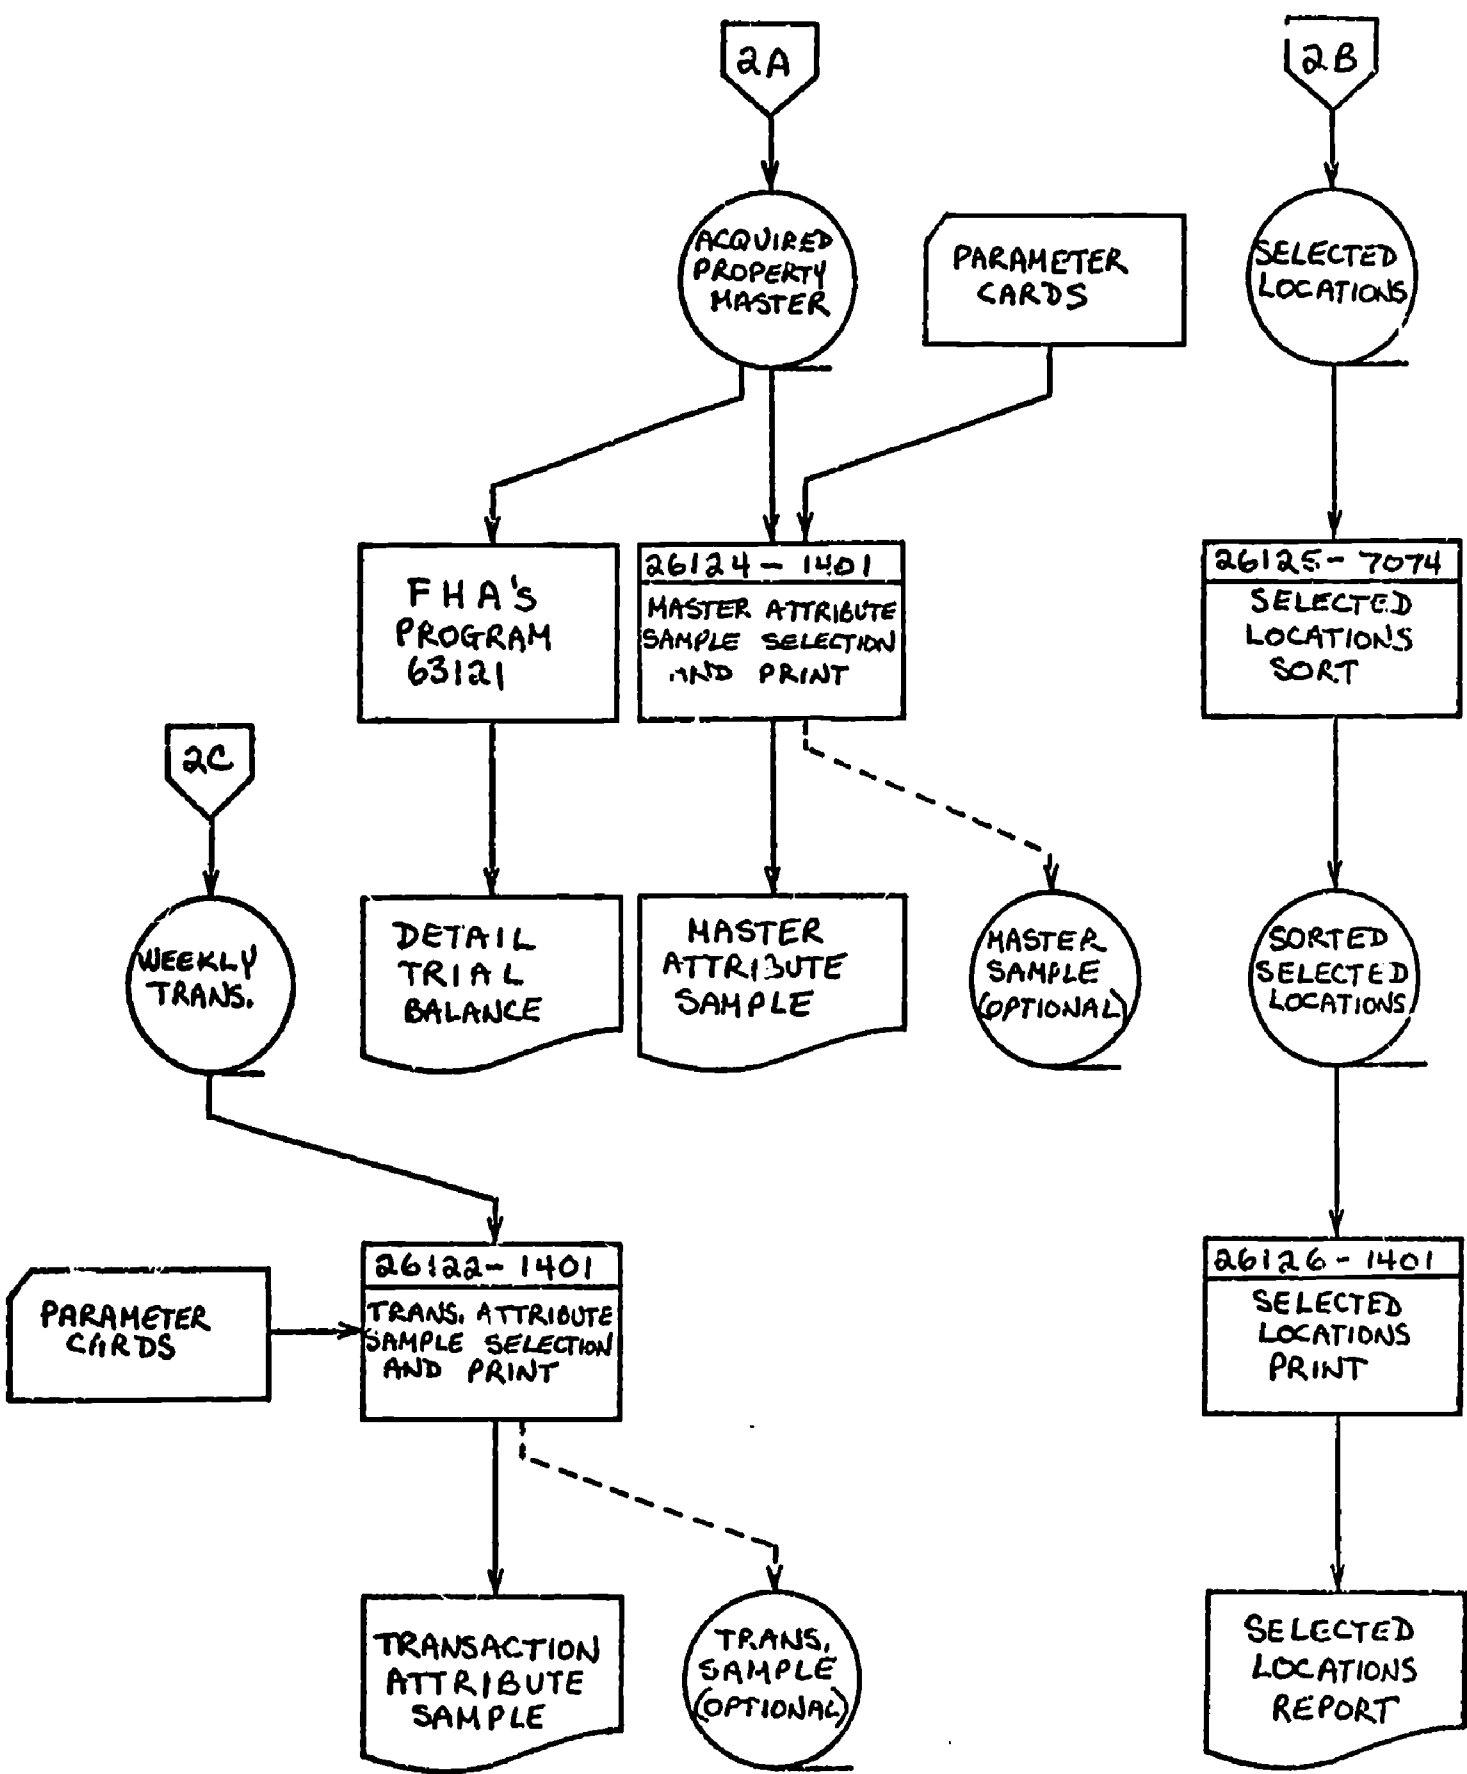 2A
2B
ACQUIRED
PROPERTY
MASTER
PARAMETER
CARDS
SELECTED
LOCATIONS
FHA's
PROGRAM
63121
26124 - 1401
MASTER ATTRIBUTE
SAMPLE SELECTION
AND PRINT
26125 - 7074
SELECTED
LOCATIONS
SORT
2C
WEEKLY
TRANS.
DETAIL
TRIAL
BALANCE
MASTER
ATTRIBUTE
SAMPLE
MASTER
SAMPLE
(OPTIONAL)
SORTED
SELECTED
LOCATIONS
PARAMETER
CARDS
26122 - 1401
TRANS. ATTRIBUTE
SAMPLE SELECTION
AND PRINT
26126 - 1401
SELECTED
LOCATIONS
PRINT
TRANSACTION
ATTRIBUTE
SAMPLE
TRANS.
SAMPLE
(OPTIONAL)
SELECTED
LOCATIONS
REPORT